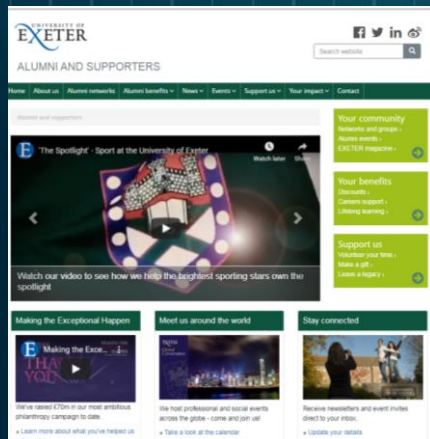 UNIVERSITY OF
EXETER
Search website
ALUMNI AND SUPPORTERS
Home About us Alumni networks Alumni benefits News Events Support us Your impact Contact
Alumni and supporters
'The Spotlight' - Sport at the University of Exeter
Watch later Share
Watch our video to see how we help the brightest sporting stars own the
spotlight
Your community
Networks and groups ›
Alumni events ›
EXETER magazine ›
Your benefits
Discounts ›
Careers support ›
Lifelong learning ›
Support us
Volunteer your time ›
Make a gift ›
Leave a legacy ›
Making the Exceptional Happen
Making the Exce...
THANK
YOU
We've raised £70m in our most ambitious
philanthropy campaign to date.
» Learn more about what you've helped us
Meet us around the world
Global
Conversation
We host professional and social events
across the globe - come and join us!
» Take a look at the calendar
Stay connected
Receive newsletters and event invites
direct to your inbox.
» Update your details